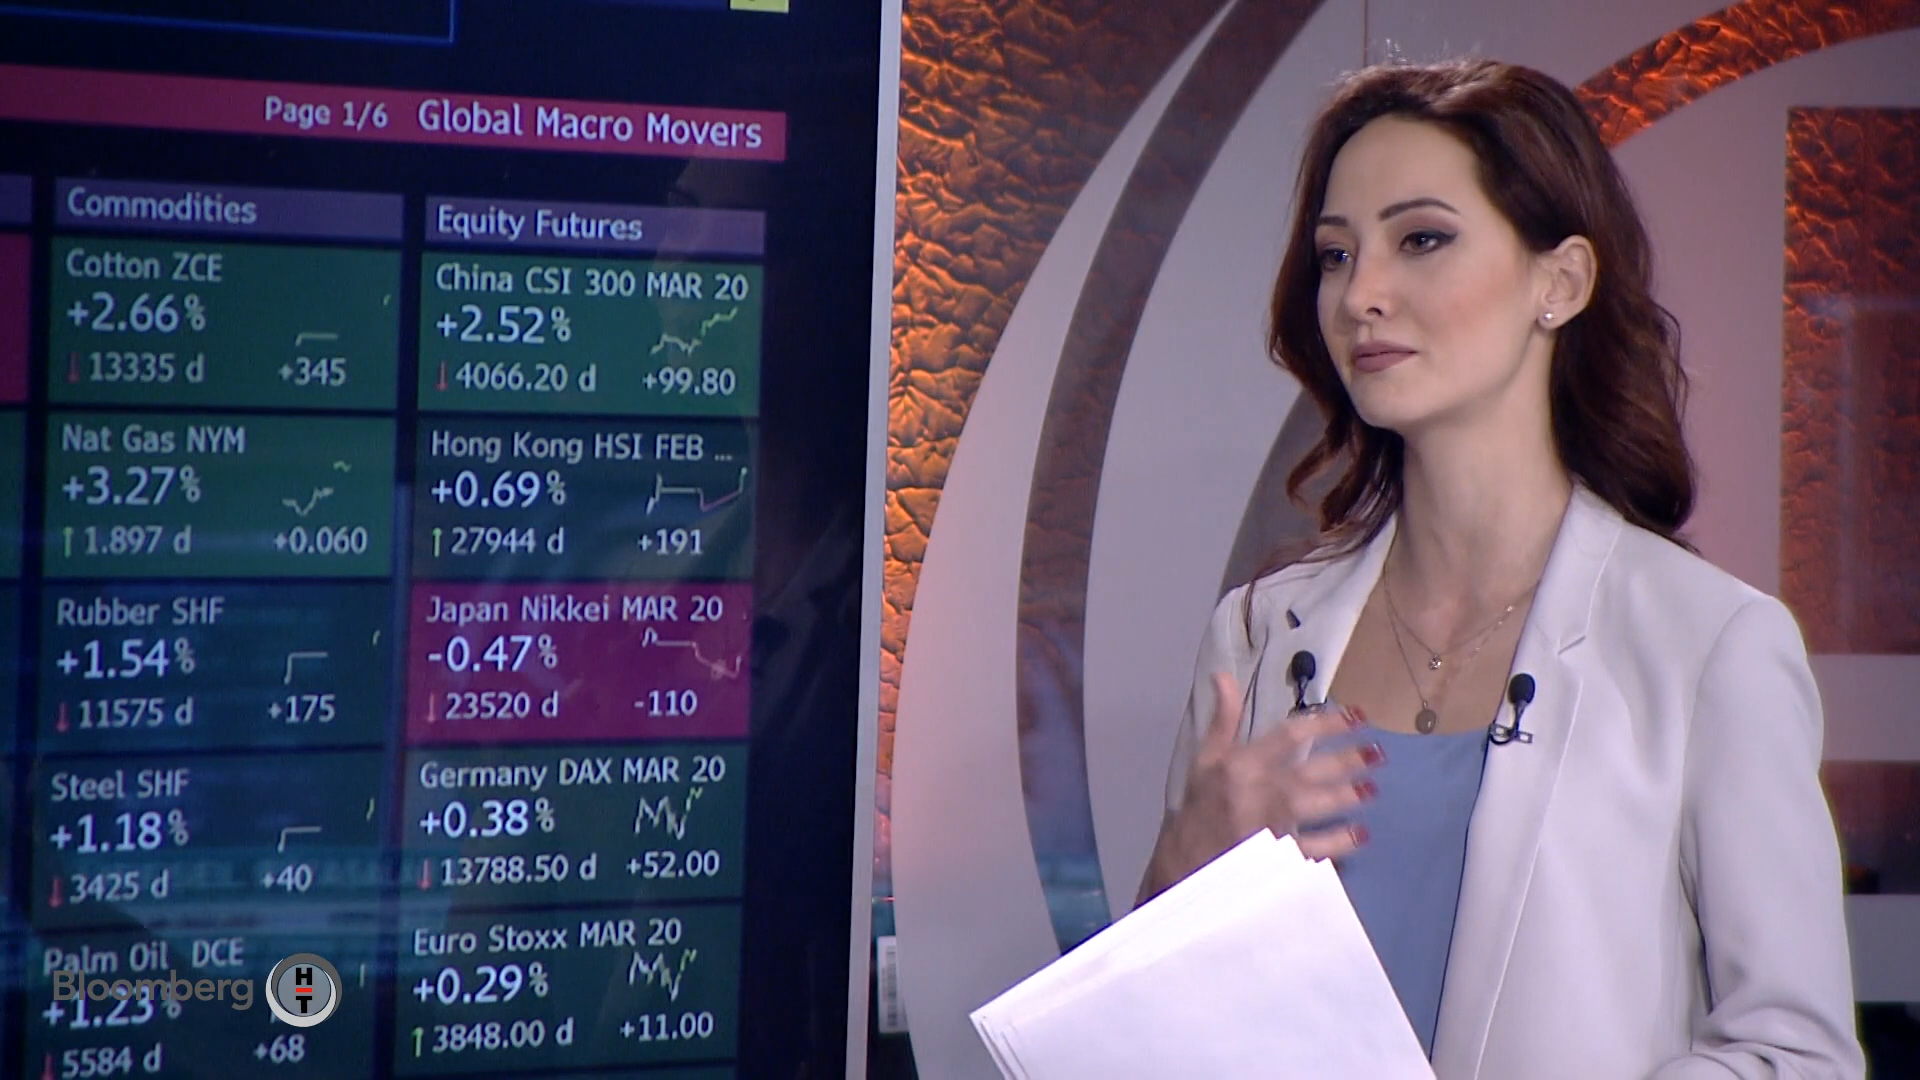 Page 1/6 Global Macro Movers
Commodities
Cotton ZCE
+2.66%
↓ 13335 d +345
Nat Gas NYM
+3.27%
↑ 1.897 d +0.060
Rubber SHF
+1.54%
↓ 11575 d +175
Steel SHF
+1.18%
↓ 3425 d +40
Palm Oil DCE
+1.23%
↓ 5584 d +68
Equity Futures
China CSI 300 MAR 20
+2.52%
↓ 4066.20 d +99.80
Hong Kong HSI FEB ...
+0.69%
↑ 27944 d +191
Japan Nikkei MAR 20
-0.47%
↓ 23520 d -110
Germany DAX MAR 20
+0.38%
↓ 13788.50 d +52.00
Euro Stoxx MAR 20
+0.29%
↑ 3848.00 d +11.00
Bloomberg HT